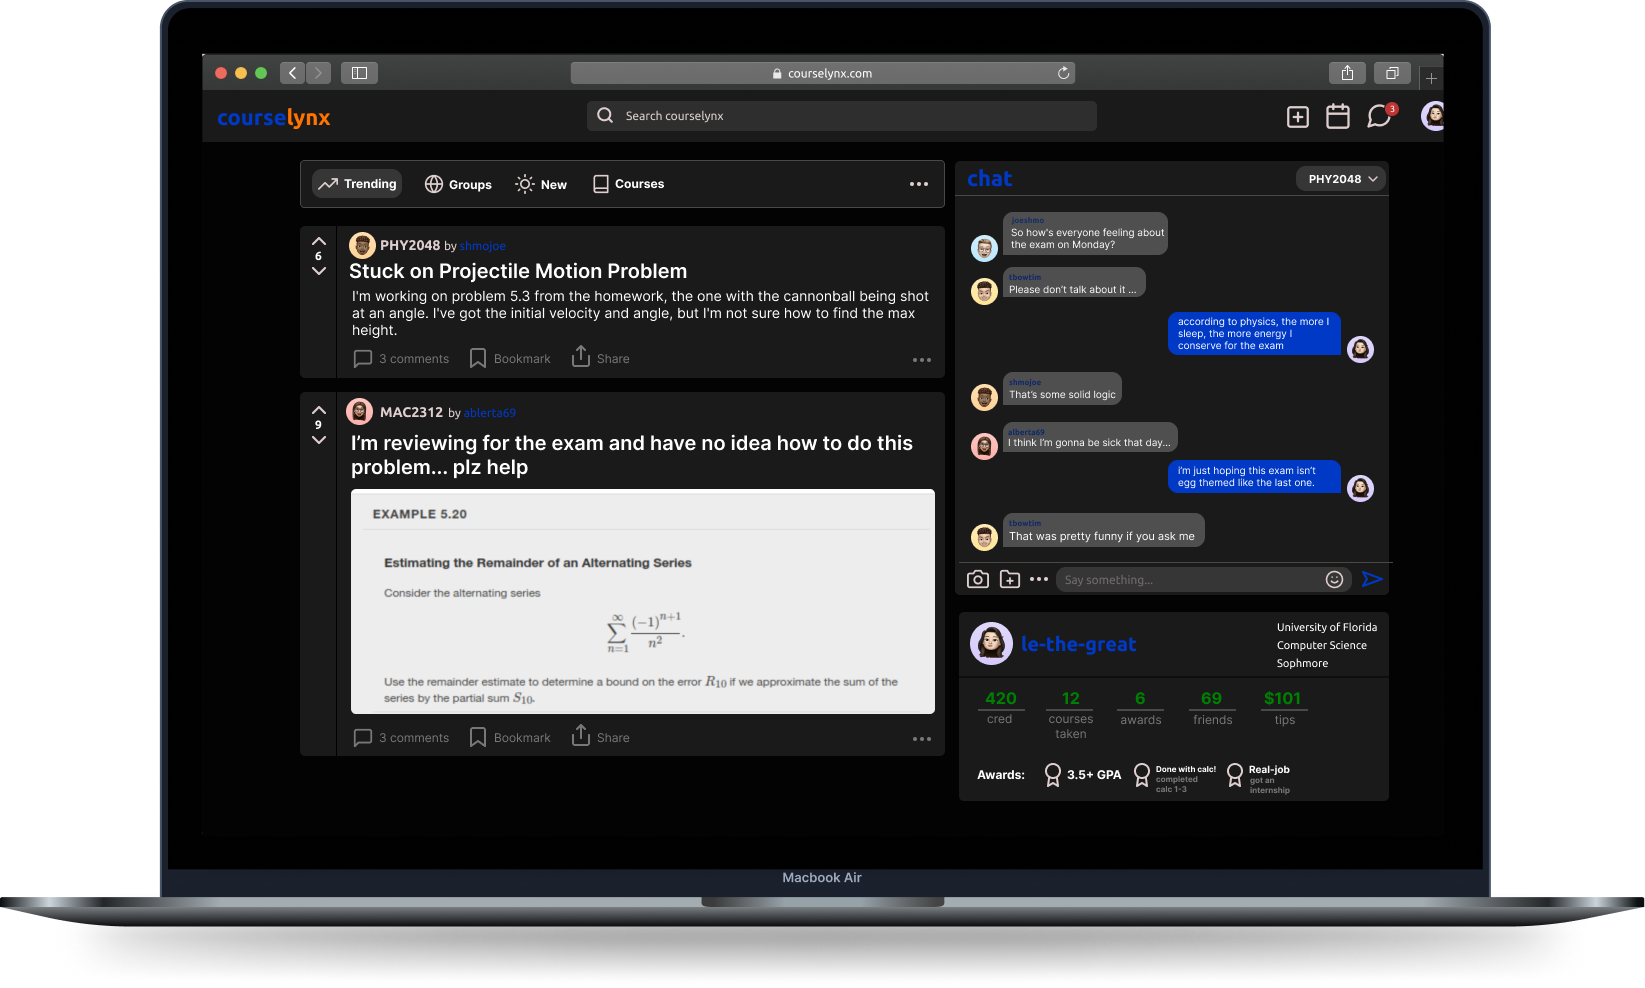 courselynx.com
courselynx
Search courselynx
3
Trending
Groups
New
Courses
6
PHY2048 by shmojoe
Stuck on Projectile Motion Problem
I'm working on problem 5.3 from the homework, the one with the cannonball being shot
at an angle. I've got the initial velocity and angle, but I'm not sure how to find the max
height.
3 comments
Bookmark
Share
9
MAC2312 by ablerta69
I'm reviewing for the exam and have no idea how to do this
problem... plz help
EXAMPLE 5.20
Estimating the Remainder of an Alternating Series
Consider the alternating series
∞
∑ (−1)^{n+1} / n^2.
n=1
Use the remainder estimate to determine a bound on the error R_{10} if we approximate the sum of the
series by the partial sum S_{10}.
3 comments
Bookmark
Share
chat
PHY2048
joeshmo
So how's everyone feeling about
the exam on Monday?
tbowtim
Please don't talk about it ...
according to physics, the more I
sleep, the more energy I
conserve for the exam
shmojoe
That's some solid logic
alberta69
I think I'm gonna be sick that day...
i'm just hoping this exam isn't
egg themed like the last one.
tbowtim
That was pretty funny if you ask me
Say something...
le-the-great
University of Florida
Computer Science
Sophmore
420
cred
12
courses
taken
6
awards
69
friends
$101
tips
Awards:
3.5+ GPA
Done with calc!
completed
calc 1-3
Real-job
got an
internship
Macbook Air